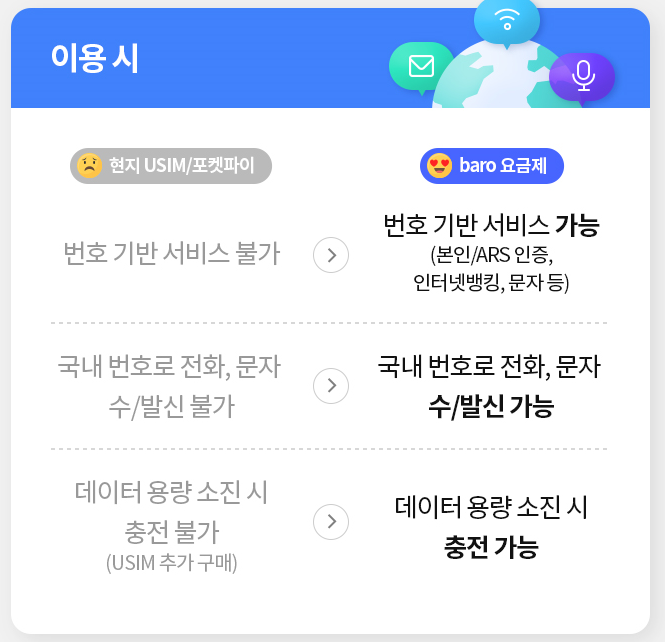 이용 시
현지 USIM/포켓파이
baro 요금제
번호 기반 서비스 불가
번호 기반 서비스 가능
(본인/ARS 인증,
인터넷뱅킹, 문자 등)
국내 번호로 전화, 문자
수/발신 불가
국내 번호로 전화, 문자
수/발신 가능
데이터 용량 소진 시
충전 불가
(USIM 추가 구매)
데이터 용량 소진 시
충전 가능